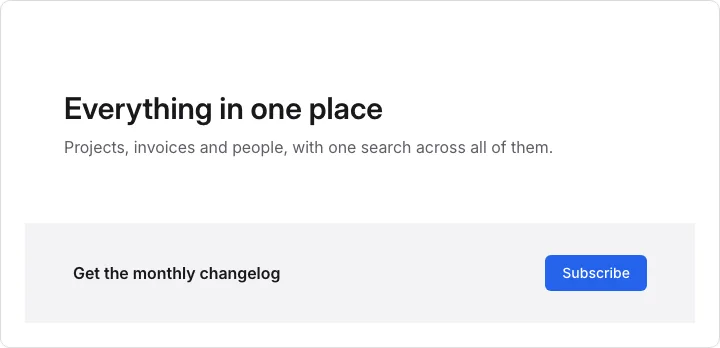 Everything in one place
Projects, invoices and people, with one search across all of them.
Get the monthly changelog
Subscribe